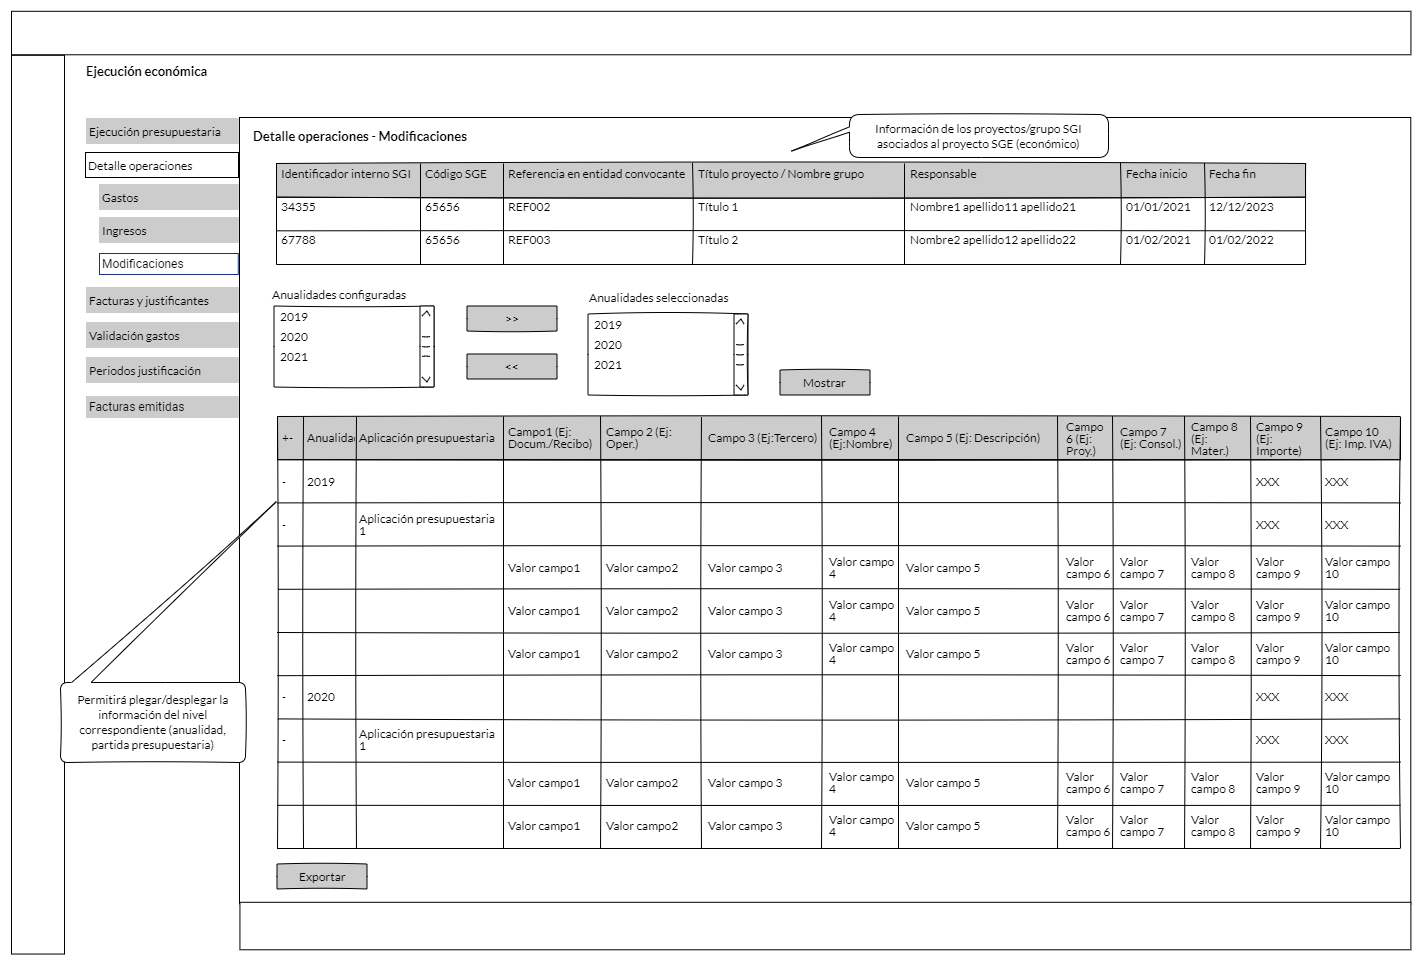 Ejecución económica
Ejecución presupuestaria
Detalle operaciones
Gastos
Ingresos
Modificaciones
Facturas y justificantes
Validación gastos
Periodos justificación
Facturas emitidas
Detalle operaciones - Modificaciones
Información de los proyectos/grupo SGI
asociados al proyecto SGE (económico)
Identificador interno SGI Código SGE Referencia en entidad convocante Título proyecto / Nombre grupo Responsable Fecha inicio Fecha fin
34355 65656 REF002 Título 1 Nombre1 apellido11 apellido21 01/01/2021 12/12/2023
67788 65656 REF003 Título 2 Nombre2 apellido12 apellido22 01/02/2021 01/02/2022
Anualidades configuradas
2019
2020
2021
>>
<<
Anualidades seleccionadas
2019
2020
2021
Mostrar
+- Anualidad Aplicación presupuestaria Campo1 (Ej: Docum./Recibo) Campo 2 (Ej: Oper.) Campo 3 (Ej:Tercero) Campo 4 (Ej:Nombre) Campo 5 (Ej: Descripción) Campo 6 (Ej: Proy.) Campo 7 (Ej: Consol.) Campo 8 (Ej: Mater.) Campo 9 (Ej: Importe) Campo 10 (Ej: Imp. IVA)
- 2019 XXX XXX
- Aplicación presupuestaria 1 XXX XXX
Valor campo1 Valor campo2 Valor campo 3 Valor campo 4 Valor campo 5 Valor campo 6 Valor campo 7 Valor campo 8 Valor campo 9 Valor campo 10
Valor campo1 Valor campo2 Valor campo 3 Valor campo 4 Valor campo 5 Valor campo 6 Valor campo 7 Valor campo 8 Valor campo 9 Valor campo 10
Valor campo1 Valor campo2 Valor campo 3 Valor campo 4 Valor campo 5 Valor campo 6 Valor campo 7 Valor campo 8 Valor campo 9 Valor campo 10
- 2020 XXX XXX
- Aplicación presupuestaria 1 XXX XXX
Valor campo1 Valor campo2 Valor campo 3 Valor campo 4 Valor campo 5 Valor campo 6 Valor campo 7 Valor campo 8 Valor campo 9 Valor campo 10
Valor campo1 Valor campo2 Valor campo 3 Valor campo 4 Valor campo 5 Valor campo 6 Valor campo 7 Valor campo 8 Valor campo 9 Valor campo 10
Permitirá plegar/desplegar la
información del nivel
correspondiente (anualidad,
partida presupuestaria)
Exportar